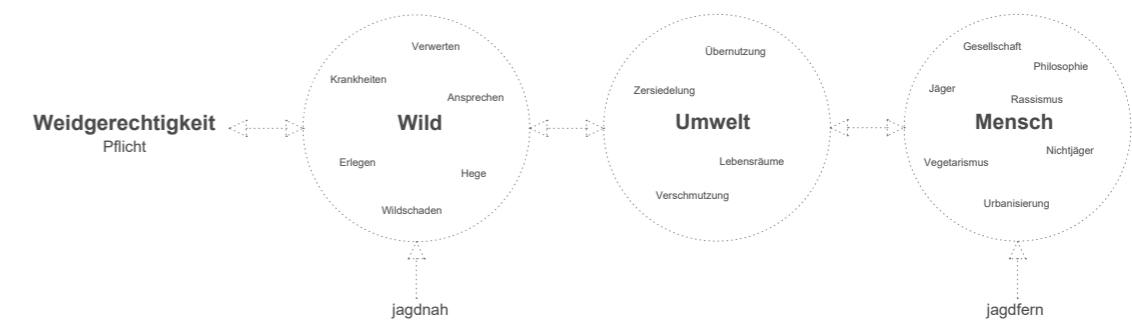 Weidgerechtigkeit
Pflicht
Verwerten
Krankheiten
Ansprechen
Wild
Erlegen
Hege
Wildschaden
jagdnah
Übernutzung
Zersiedelung
Umwelt
Lebensräume
Verschmutzung
Gesellschaft
Philosophie
Jäger
Rassismus
Mensch
Nichtjäger
Vegetarismus
Urbanisierung
jagdfern